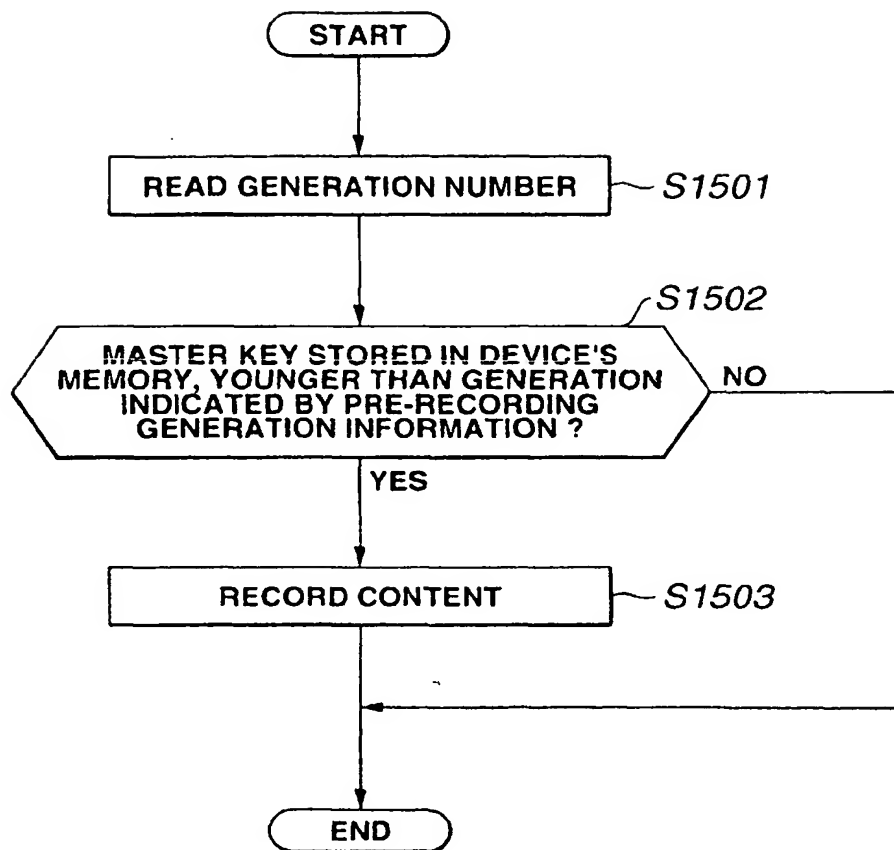 START
READ GENERATION NUMBER
S1501
S1502
MASTER KEY STORED IN DEVICE'S
MEMORY, YOUNGER THAN GENERATION
INDICATED BY PRE-RECORDING
GENERATION INFORMATION ?
NO
YES
RECORD CONTENT
S1503
END